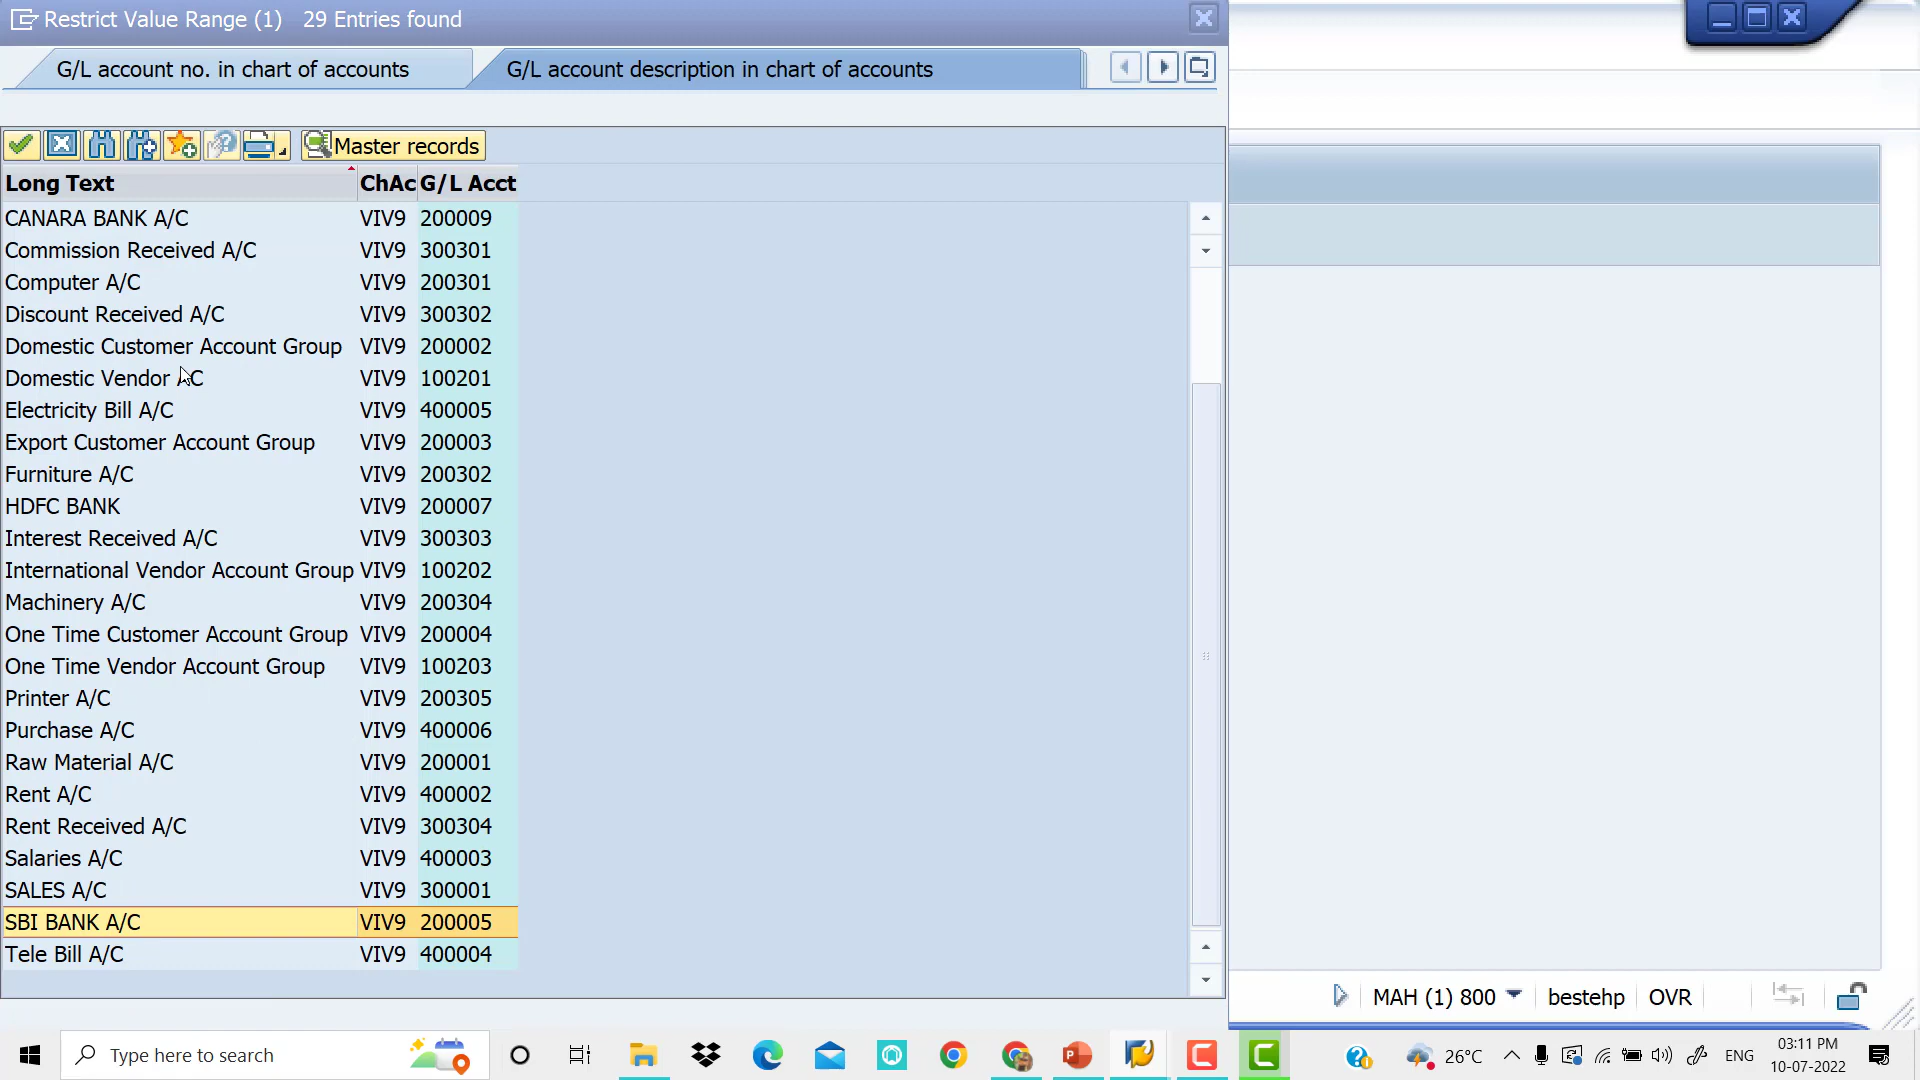 Restrict Value Range (1) 29 Entries found
G/L account no. in chart of accounts G/L account description in chart of accounts
Master records
Long Text ChAc G/L Acct
CANARA BANK A/C VIV9 200009
Commission Received A/C VIV9 300301
Computer A/C VIV9 200301
Discount Received A/C VIV9 300302
Domestic Customer Account Group VIV9 200002
Domestic Vendor A/C VIV9 100201
Electricity Bill A/C VIV9 400005
Export Customer Account Group VIV9 200003
Furniture A/C VIV9 200302
HDFC BANK VIV9 200007
Interest Received A/C VIV9 300303
International Vendor Account Group VIV9 100202
Machinery A/C VIV9 200304
One Time Customer Account Group VIV9 200004
One Time Vendor Account Group VIV9 100203
Printer A/C VIV9 200305
Purchase A/C VIV9 400006
Raw Material A/C VIV9 200001
Rent A/C VIV9 400002
Rent Received A/C VIV9 300304
Salaries A/C VIV9 400003
SALES A/C VIV9 300001
SBI BANK A/C VIV9 200005
Tele Bill A/C VIV9 400004
MAH (1) 800 bestehp OVR
Type here to search 26°C ENG 03:11 PM
10-07-2022